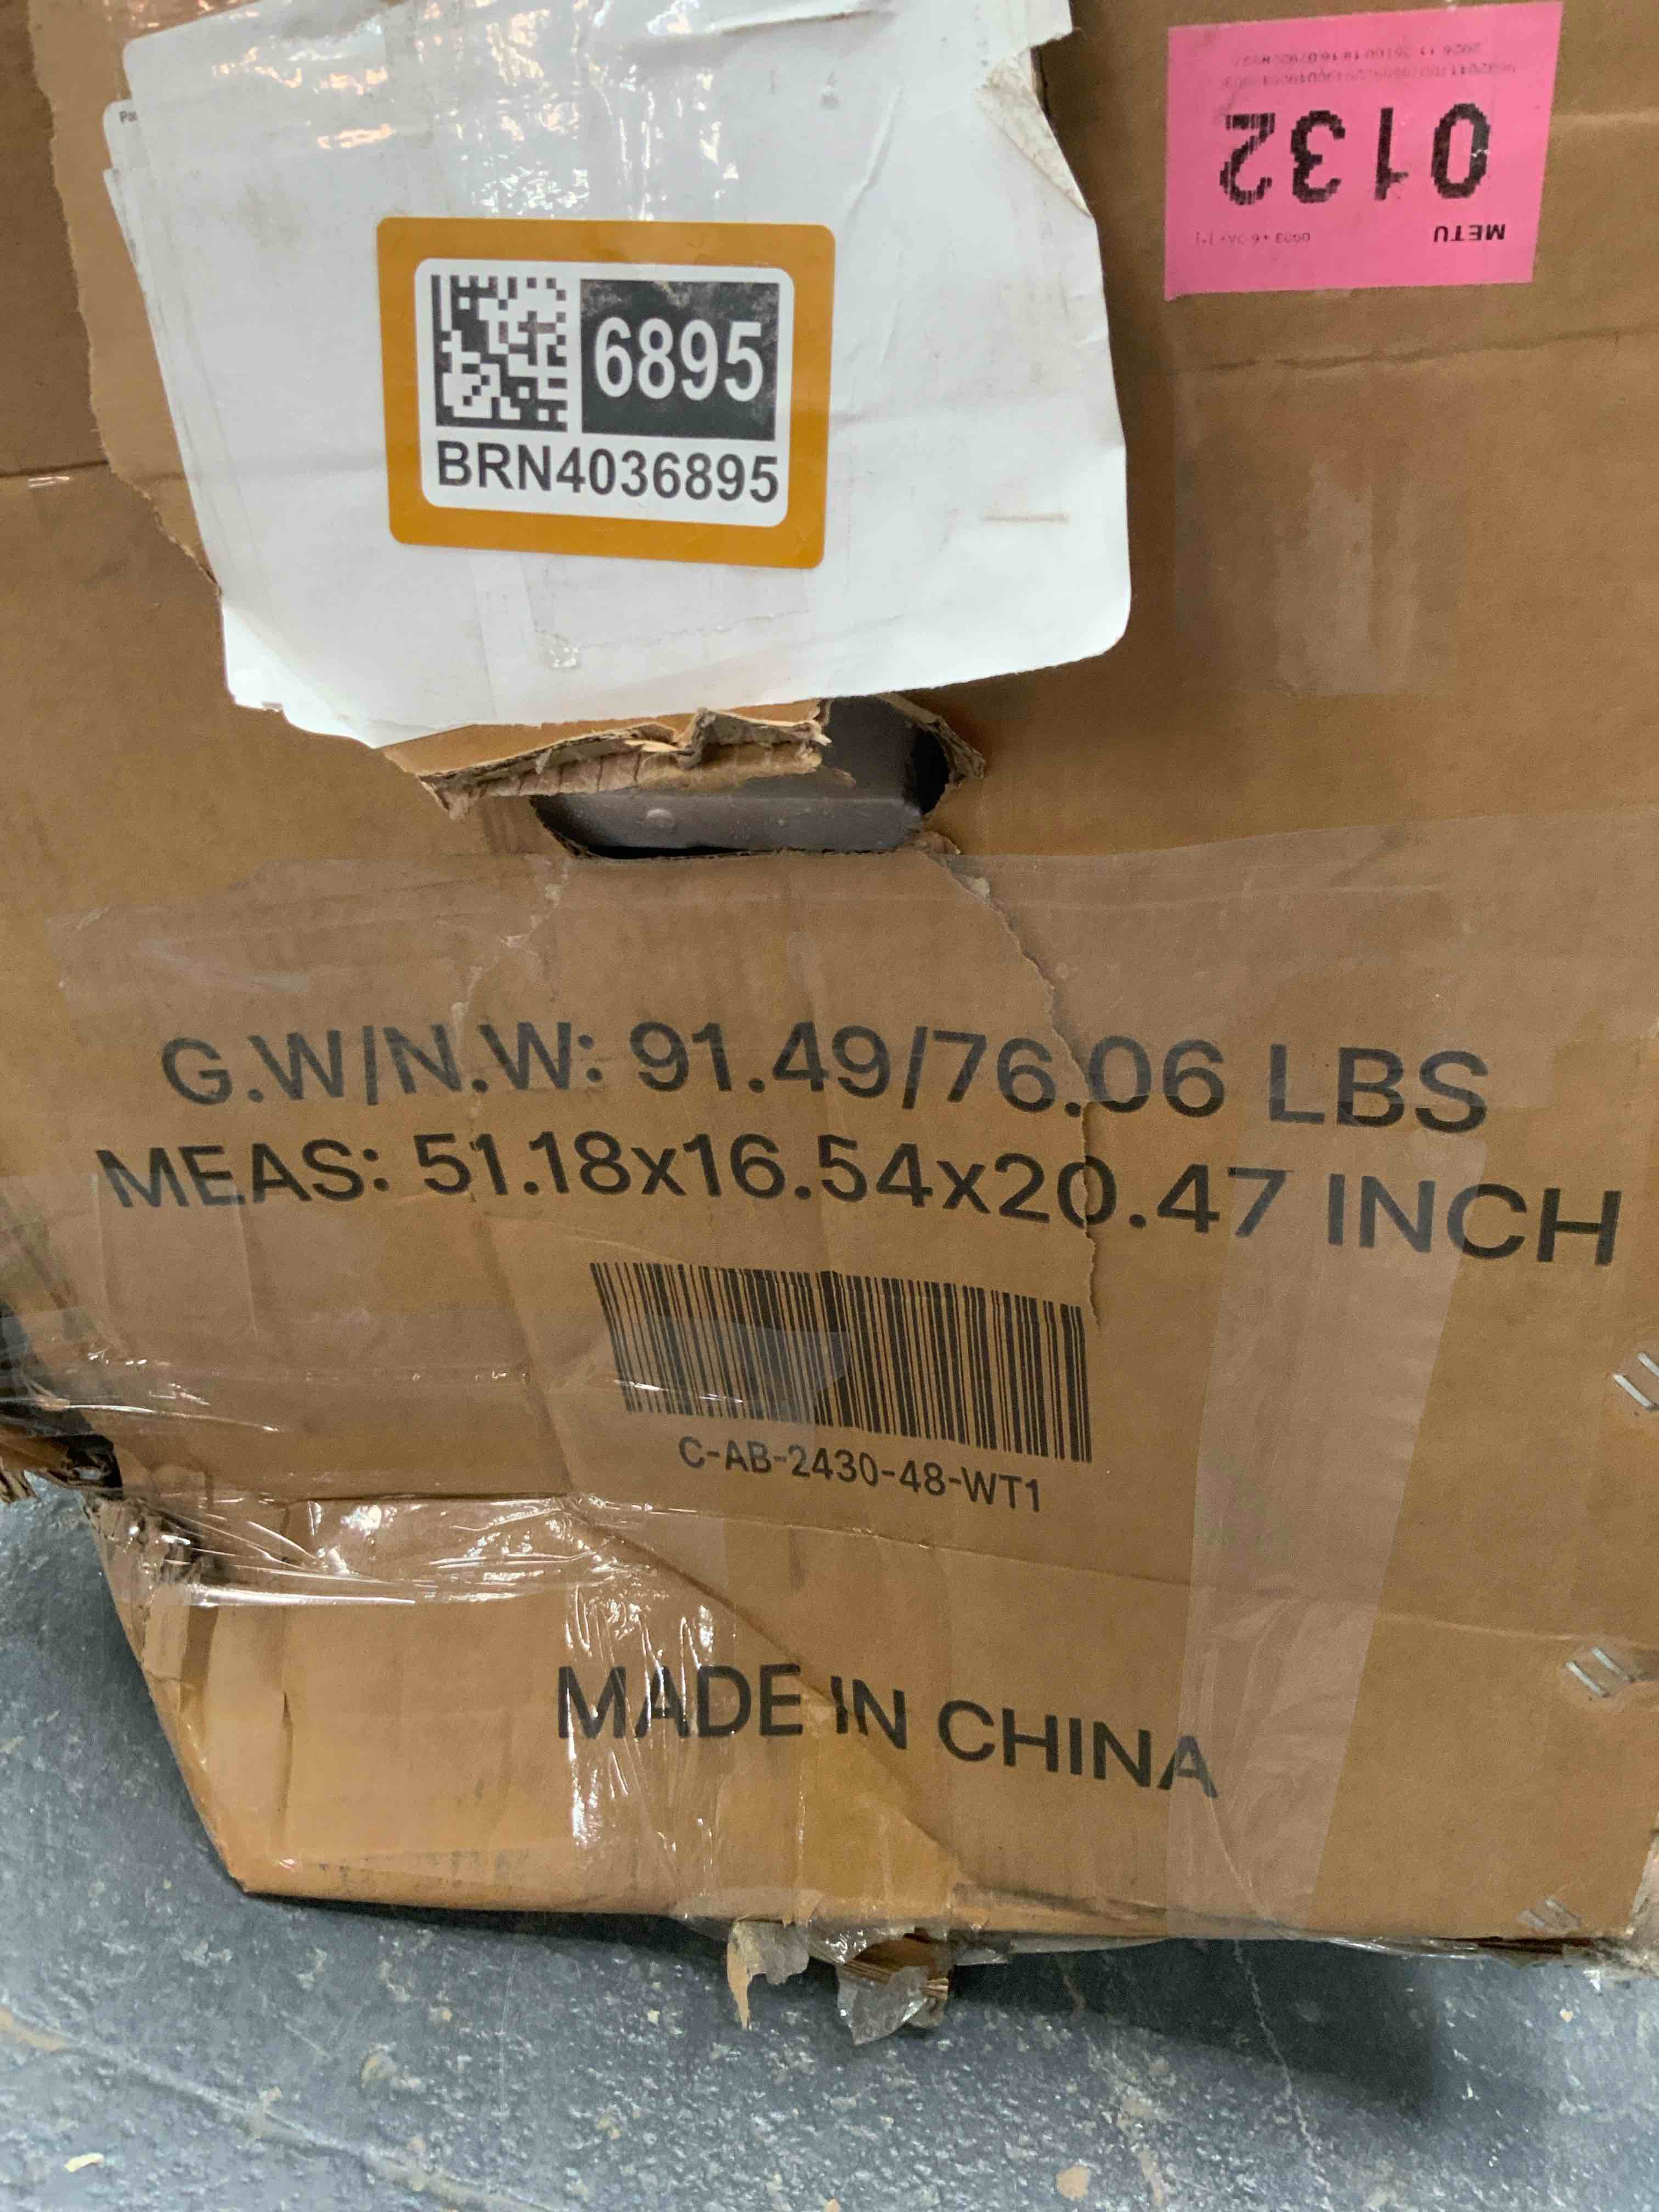 METU
0132
6895
BRN4036895
G.W/N.W: 91.49/76.06 LBS
MEAS: 51.18x16.54x20.47 INCH
C-AB-2430-48-WT1
MADE IN CHINA